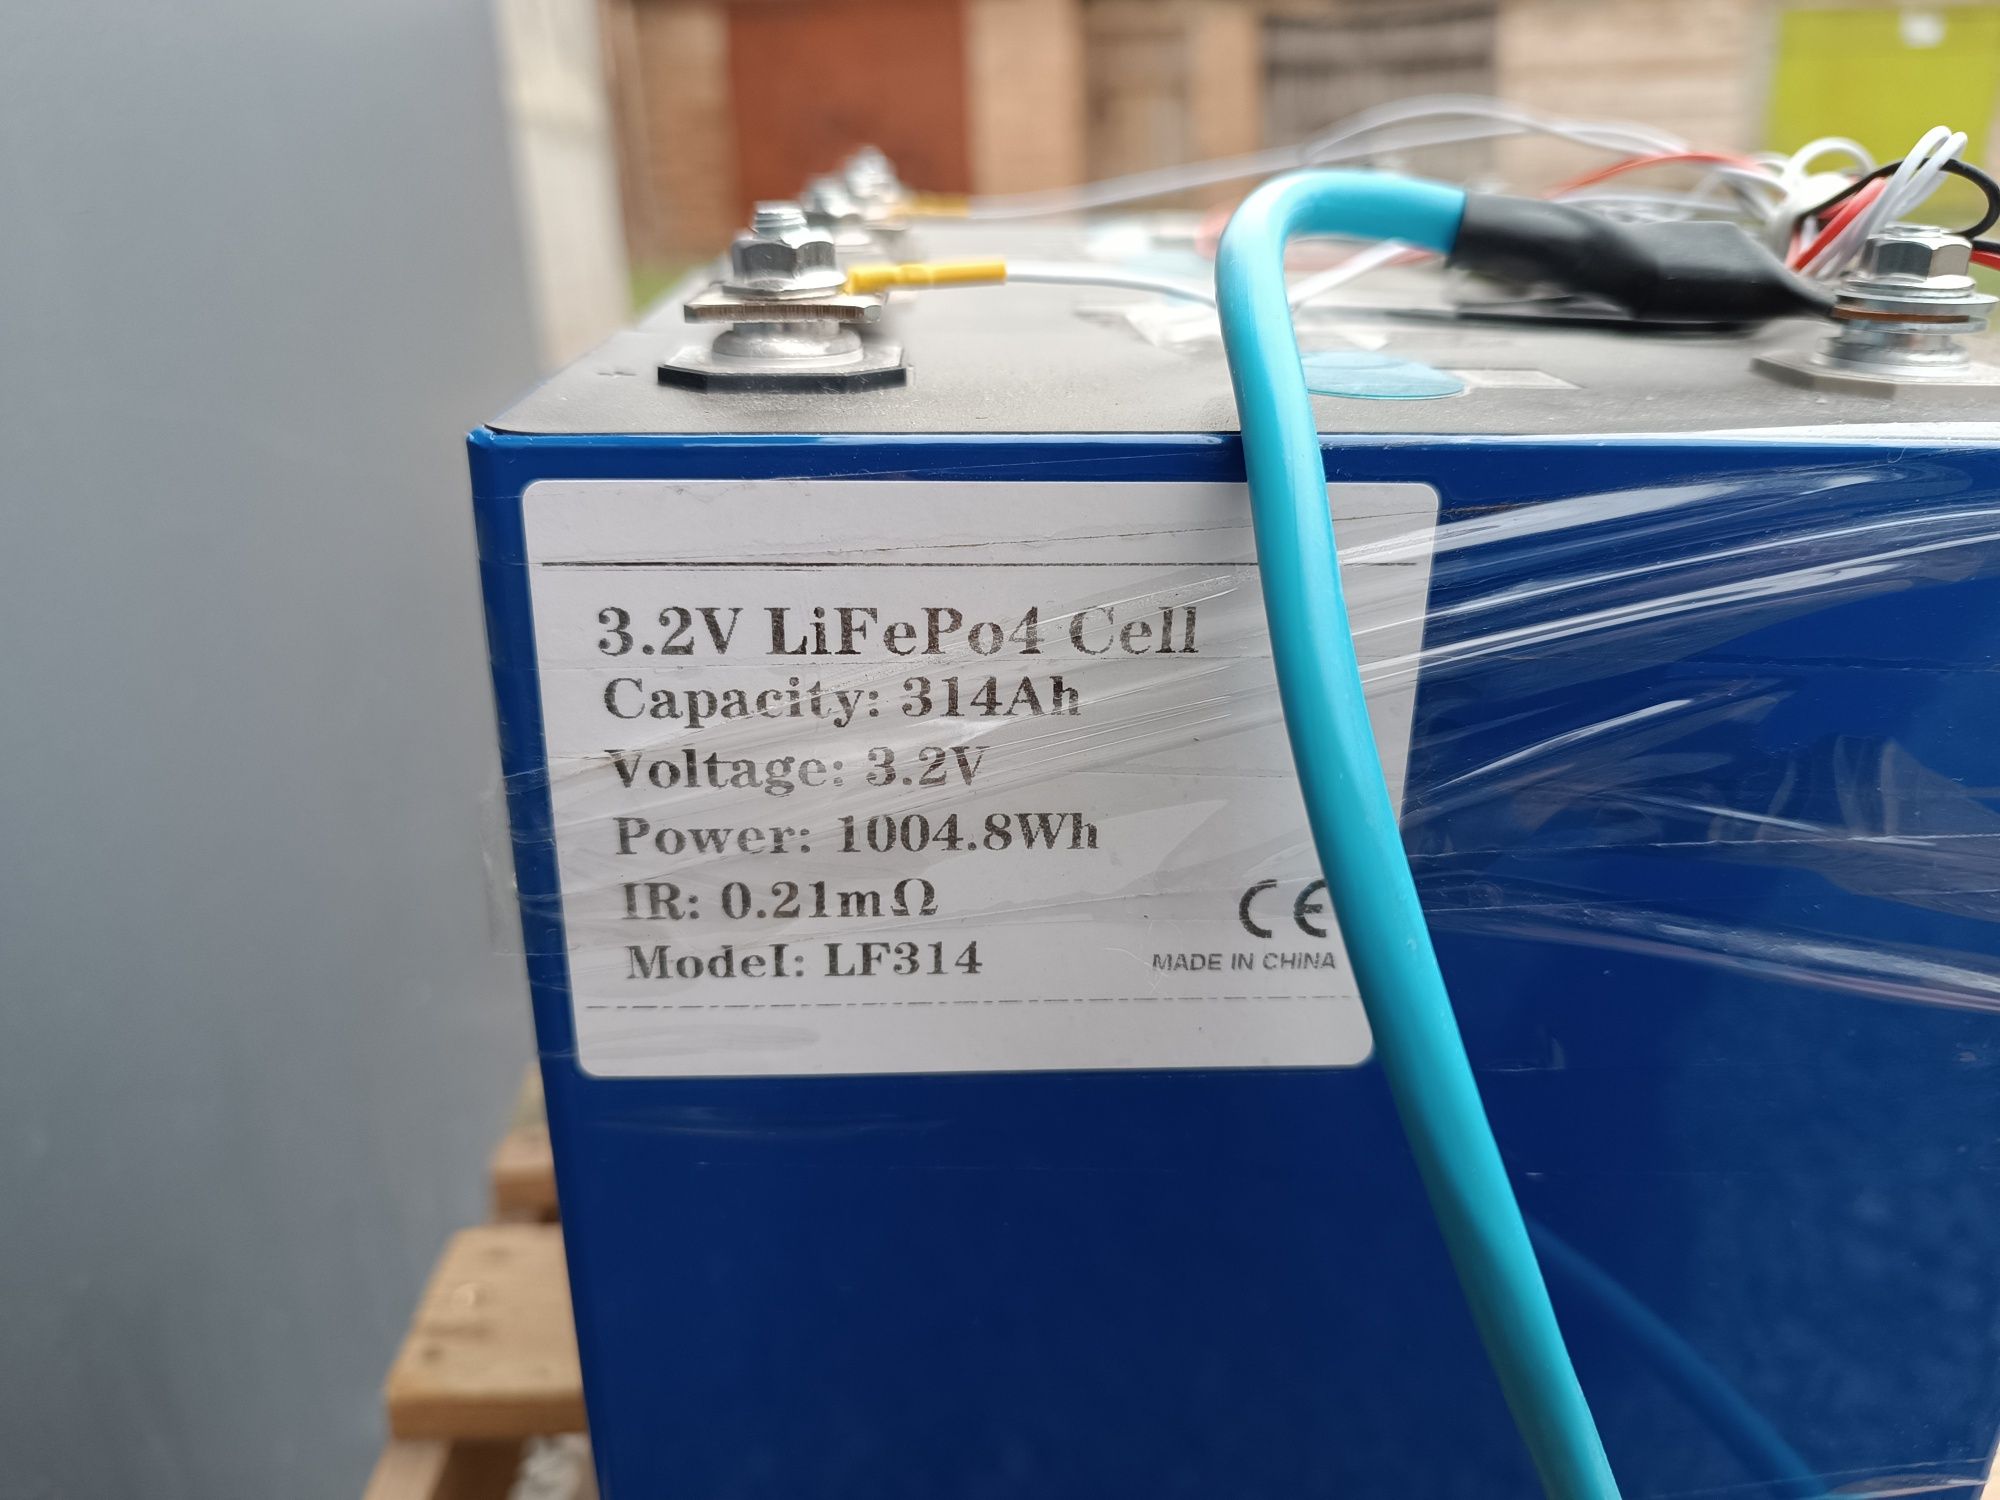 3.2V LiFePo4 Cell
Capacity: 314Ah
Voltage: 3.2V
Power: 1004.8Wh
IR: 0.21mΩ
CE
ModeI: LF314
MADE IN CHINA